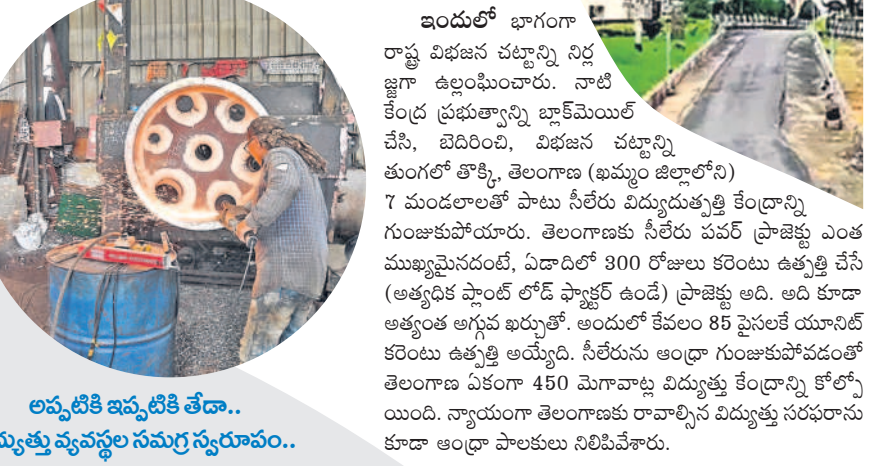 ఇందులో భాగంగా
రాష్ట్ర విభజన చట్టాన్ని నిర్ల
జ్జగా ఉల్లంఘించారు. నాటి
కేంద్ర ప్రభుత్వాన్ని బ్లాక్‌మెయిల్
చేసి, బెదిరించి, విభజన చట్టాన్ని
తుంగలో తొక్కి, తెలంగాణ (ఖమ్మం జిల్లాలోని)
7 మండలాలతో పాటు సీలేరు విద్యుదుత్పత్తి కేంద్రాన్ని
గుంజుకుపోయారు. తెలంగాణకు సీలేరు పవర్ ప్రాజెక్టు ఎంత
ముఖ్యమైనదంటే, ఏడాదిలో 300 రోజులు కరెంటు ఉత్పత్తి చేసే
(అత్యధిక ప్లాంట్ లోడ్ ఫ్యాక్టర్ ఉండే) ప్రాజెక్టు అది. అది కూడా
అత్యంత అగ్గువ ఖర్చుతో. అందులో కేవలం 85 పైసలకే యూనిట్
కరెంటు ఉత్పత్తి అయ్యేది. సీలేరును ఆంధ్రా గుంజుకుపోవడంతో
తెలంగాణ ఏకంగా 450 మెగావాట్ల విద్యుత్తు కేంద్రాన్ని కోల్పో
యింది. న్యాయంగా తెలంగాణకు రావాల్సిన విద్యుత్తు సరఫరాను
కూడా ఆంధ్రా పాలకులు నిలిపివేశారు.
అప్పటికి ఇప్పటికి తేడా..
ద్యుత్తు వ్యవస్థల సమగ్ర స్వరూపం..